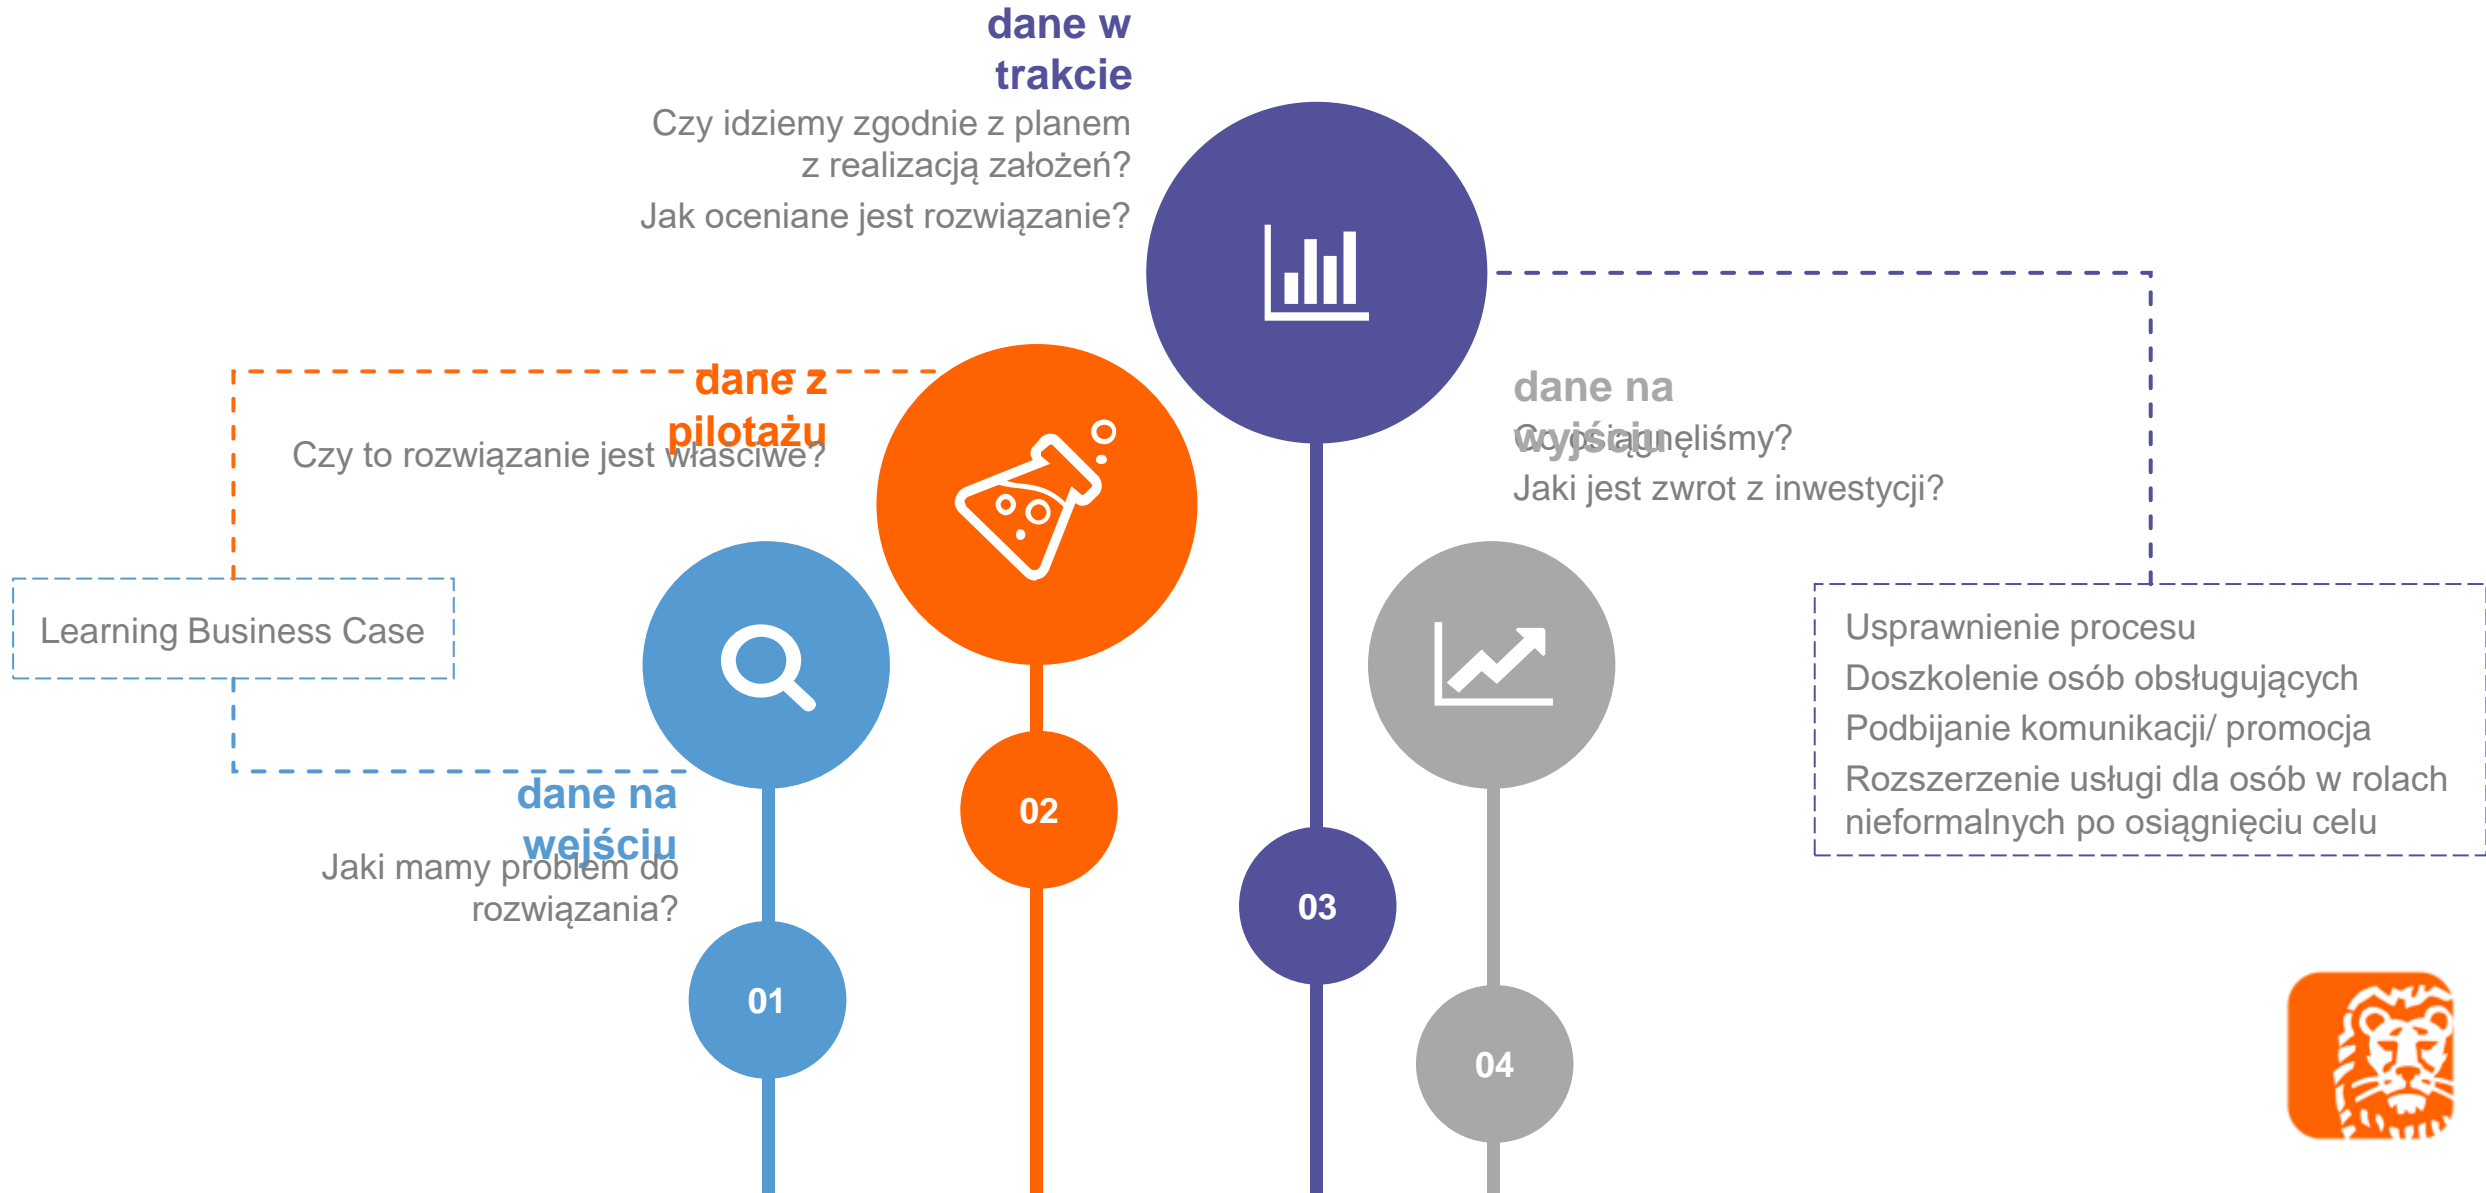 dane w
trakcie
Czy idziemy zgodnie z planem
z realizacją założeń?
Jak oceniane jest rozwiązanie?
dane z
pilotażu
Czy to rozwiązanie jest właściwe?
dane na
wyjściu
Co osiągnęliśmy?
Jaki jest zwrot z inwestycji?
Learning Business Case
dane na
wejściu
Jaki mamy problem do
rozwiązania?
Usprawnienie procesu
Doszkolenie osób obsługujących
Podbijanie komunikacji/ promocja
Rozszerzenie usługi dla osób w rolach
nieformalnych po osiągnięciu celu
01
02
03
04